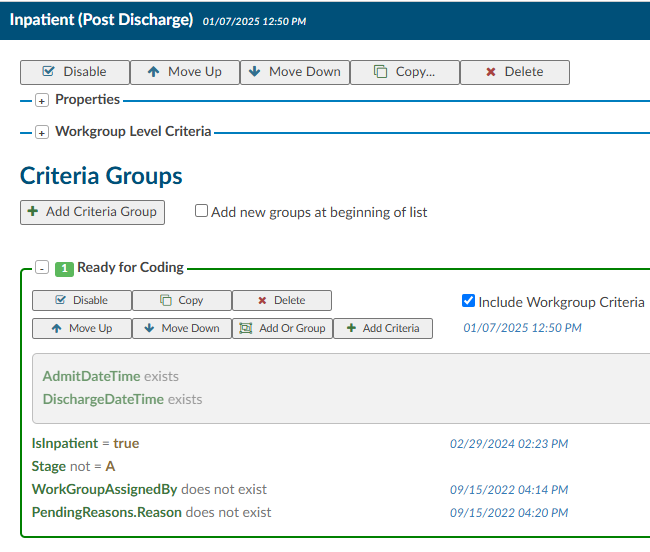 Inpatient (Post Discharge) 01/07/2025 12:50 PM
Disable Move Up Move Down Copy... Delete
+ Properties
+ Workgroup Level Criteria
Criteria Groups
+ Add Criteria Group Add new groups at beginning of list
- 1 Ready for Coding
Disable Copy Delete Include Workgroup Criteria
Move Up Move Down Add Or Group + Add Criteria 01/07/2025 12:50 PM
AdmitDateTime exists
DischargeDateTime exists
IsInpatient = true 02/29/2024 02:23 PM
Stage not = A
WorkGroupAssignedBy does not exist 09/15/2022 04:14 PM
PendingReasons.Reason does not exist 09/15/2022 04:20 PM